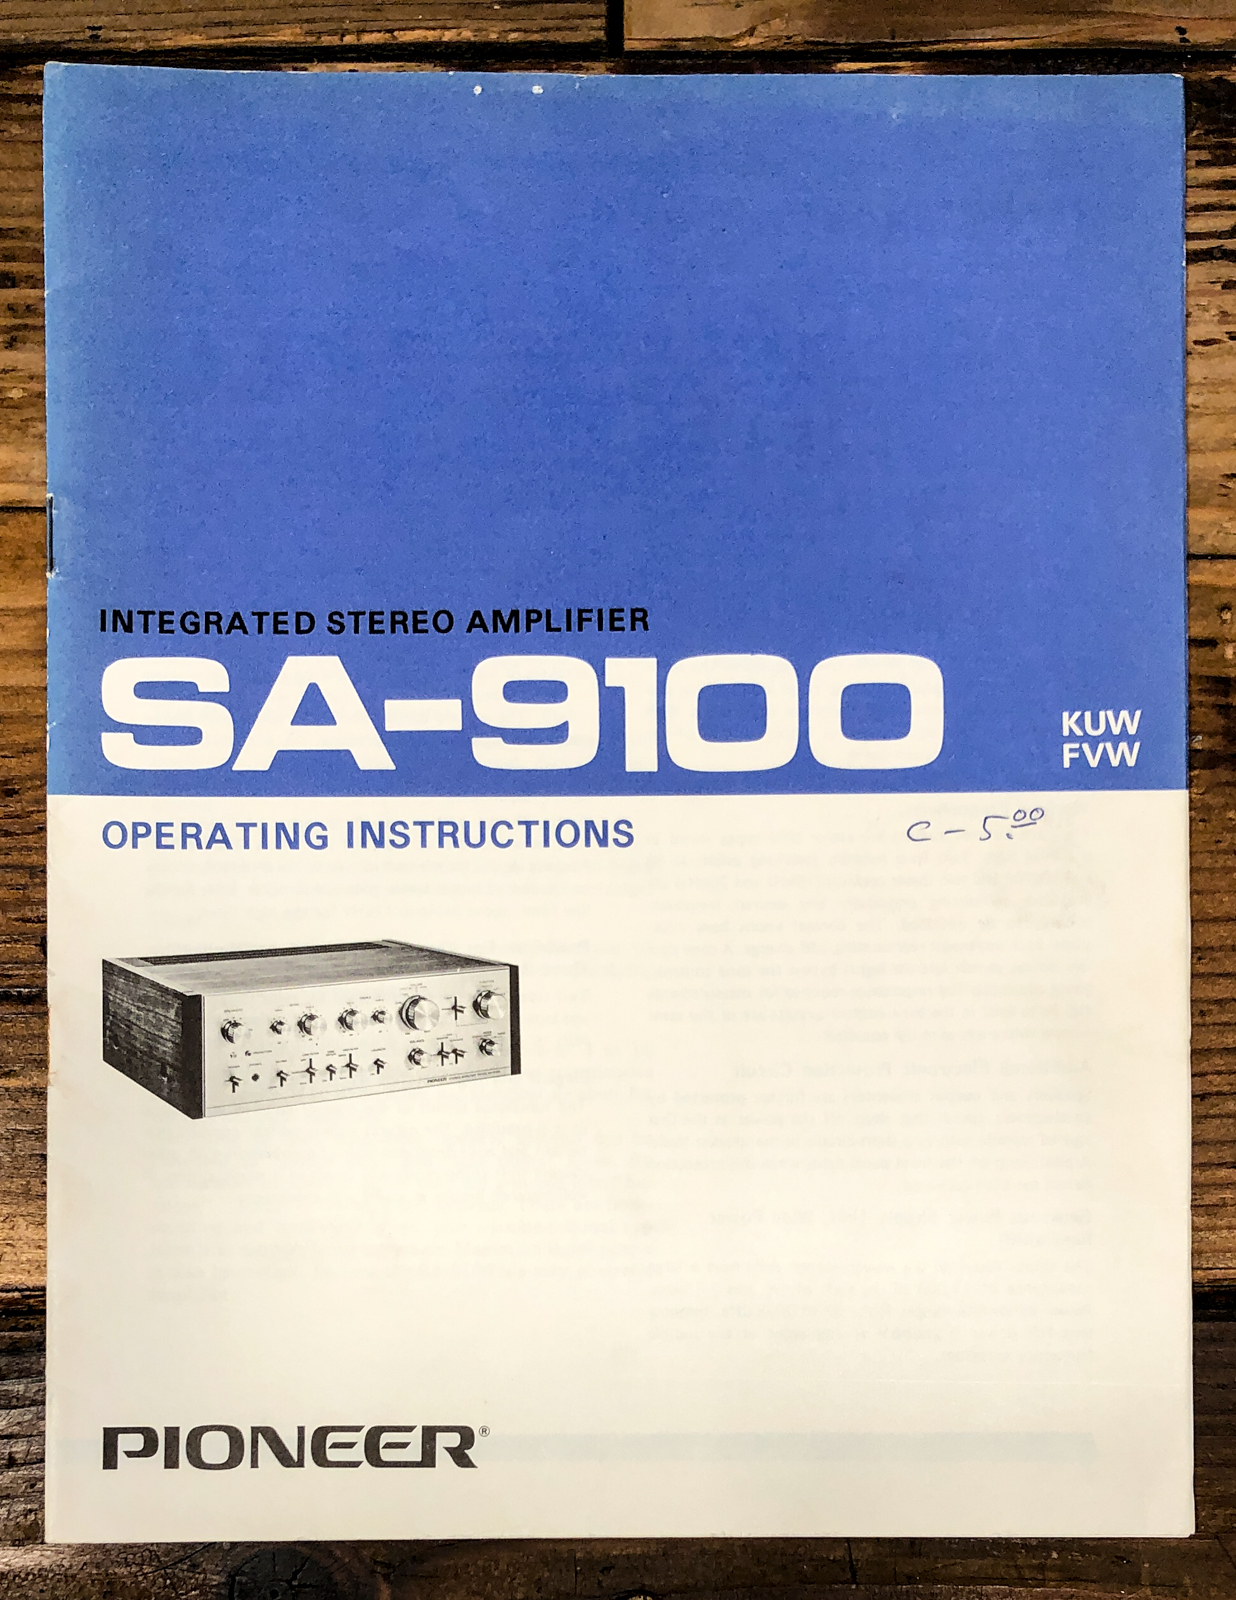 INTEGRATED STEREO AMPLIFIER
SA-9100
KUW
FVW
OPERATING INSTRUCTIONS
C - 5.00
PIONEER®